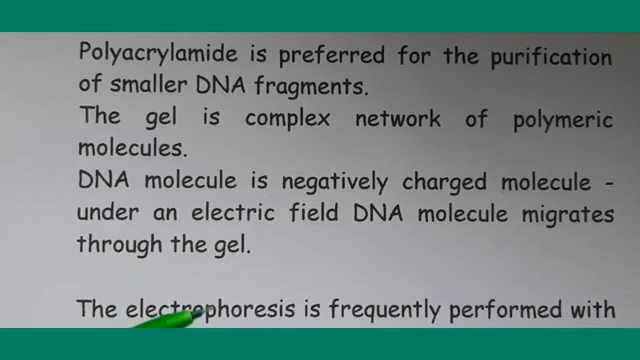 Polyacrylamide is preferred for the purification
of smaller DNA fragments.
The gel is complex network of polymeric
molecules.
DNA molecule is negatively charged molecule -
under an electric field DNA molecule migrates
through the gel.
The electrophoresis is frequently performed with